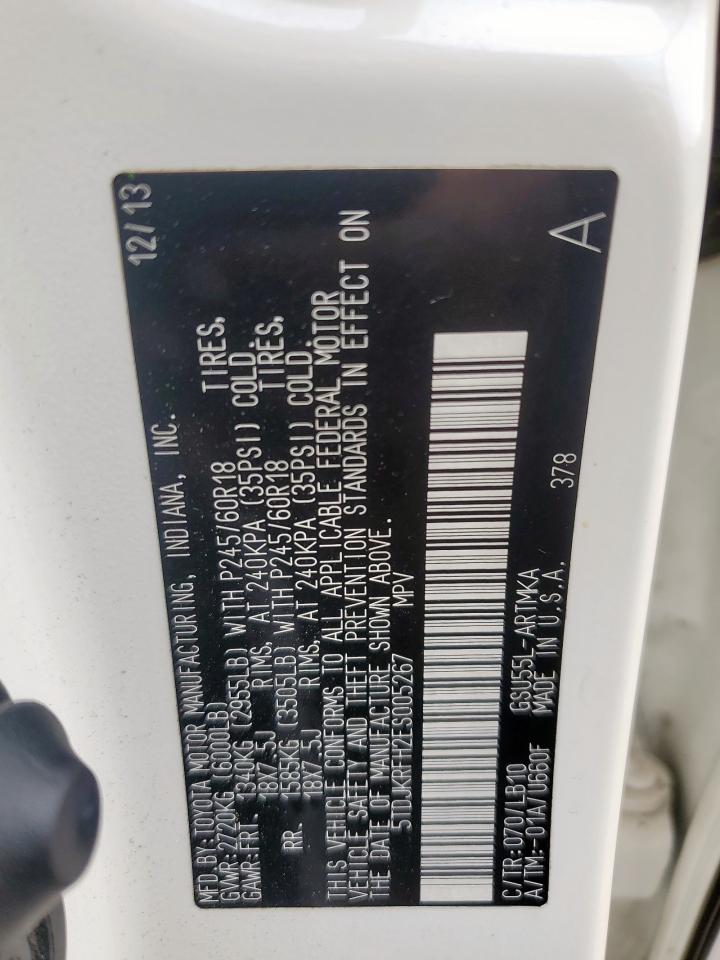 MFD.BY:TOYOTA MOTOR MANUFACTURING, INDIANA, INC. 12/13
GVWR:2720KG (6000LB)
GAWR:FRT. 1340KG (2955LB) WITH P245/60R18 TIRES,
18X7.5J RIMS, AT 240KPA (35PSI) COLD.
RR. 1585KG (3505LB) WITH P245/60R18 TIRES,
18X7.5J RIMS, AT 240KPA (35PSI) COLD.
THIS VEHICLE CONFORMS TO ALL APPLICABLE FEDERAL MOTOR
VEHICLE SAFETY AND THEFT PREVENTION STANDARDS IN EFFECT ON
THE DATE OF MANUFACTURE SHOWN ABOVE.
5TDJKRFH2ES005267 MPV
C/TR:070/LB10 GSU55L-ARTMKA
A/TM:-01A/U660F MADE IN U.S.A. 378 A